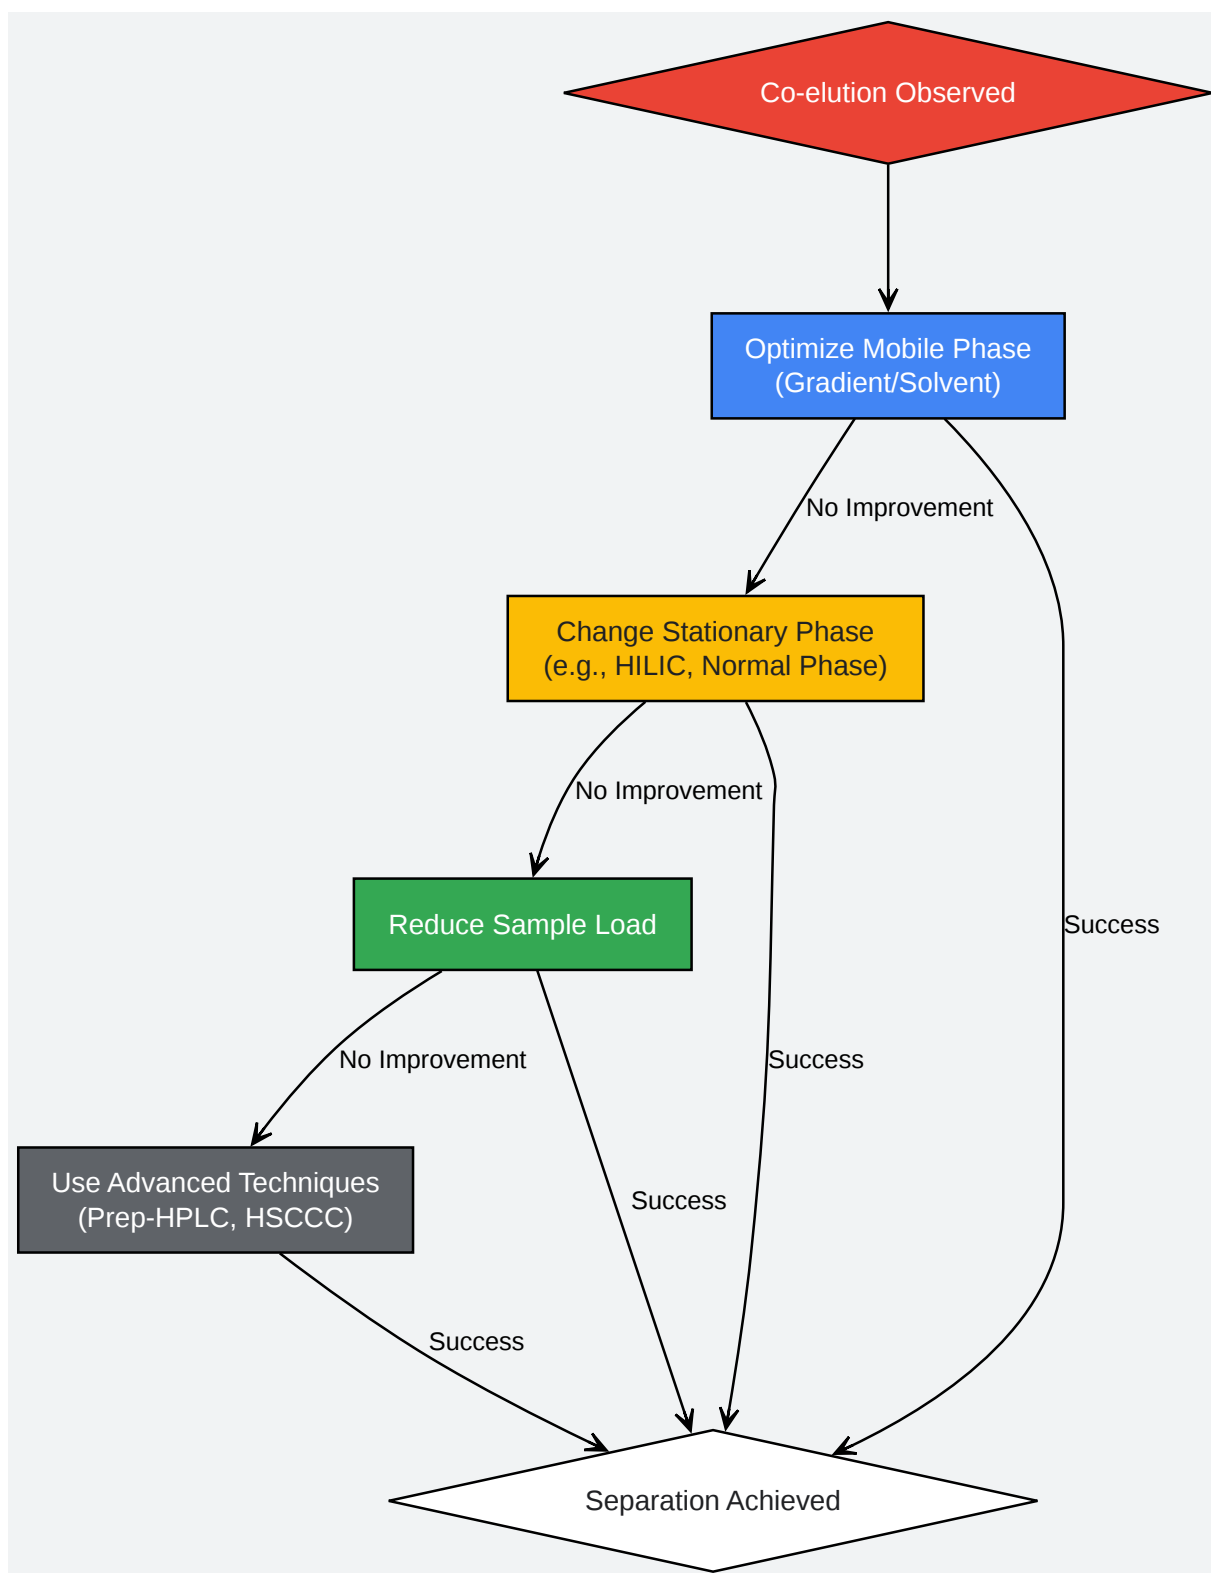 Co-elution Observed
Optimize Mobile Phase
(Gradient/Solvent)
No Improvement
Change Stationary Phase
(e.g., HILIC, Normal Phase)
No Improvement
Reduce Sample Load
Success
No Improvement
Success
Use Advanced Techniques
(Prep-HPLC, HSCCC)
Success
Success
Separation Achieved